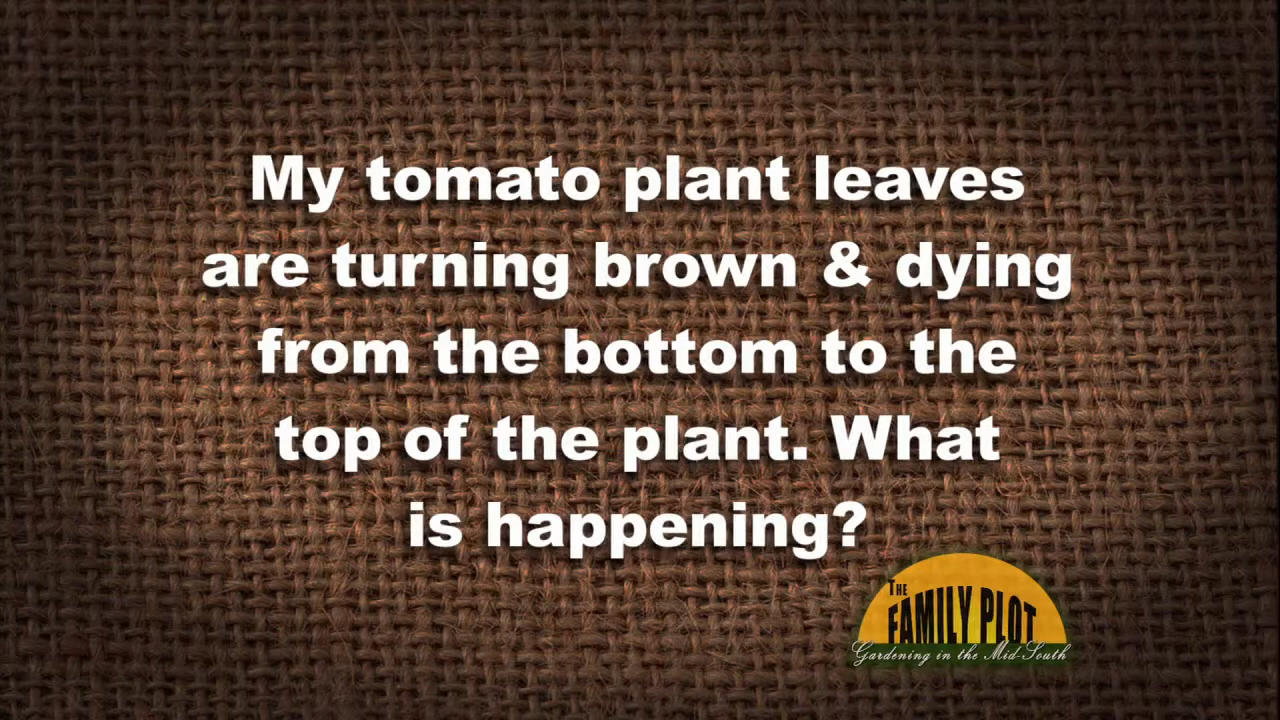 My tomato plant leaves
are turning brown & dying
from the bottom to the
top of the plant. What
is happening?
THE
FAMILY PLOT
Gardening in the Mid-South